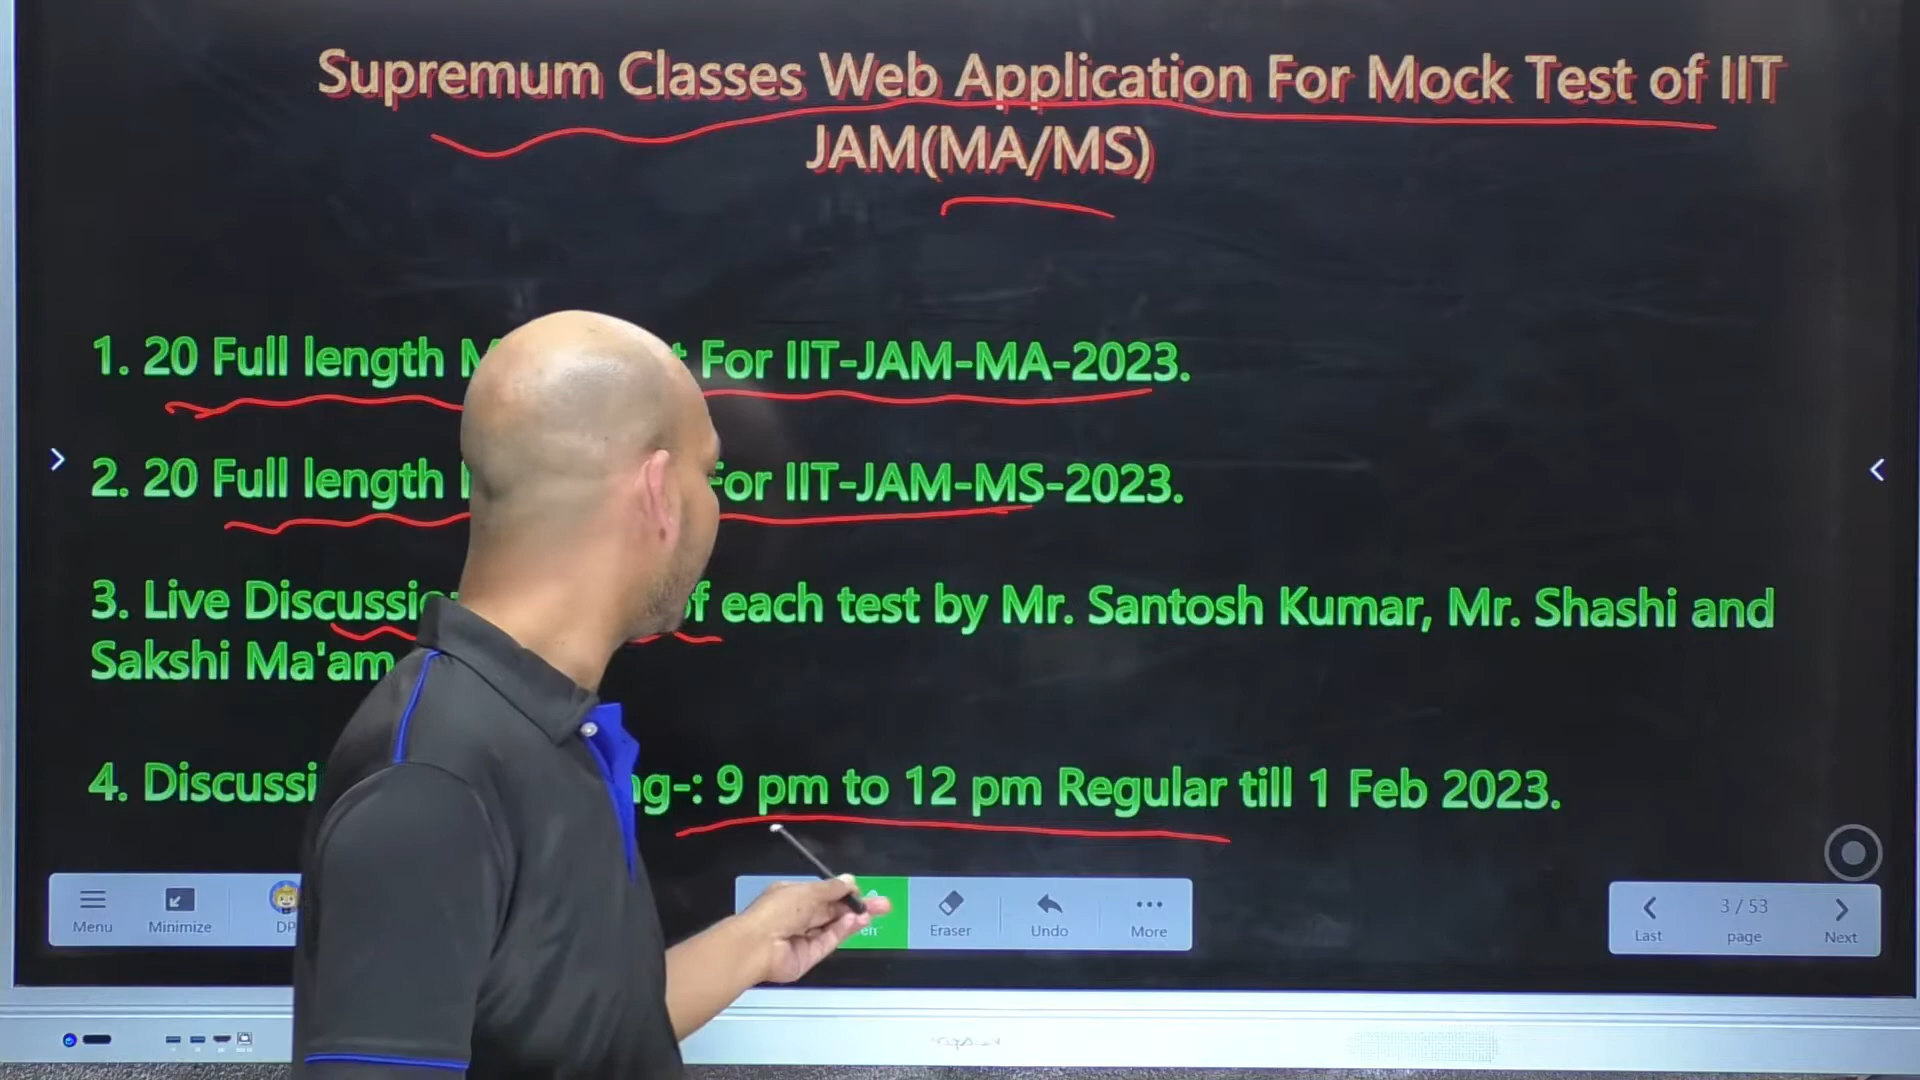 Supremum Classes Web Application For Mock Test of IIT
JAM(MA/MS)
1. 20 Full length For IIT-JAM-MA-2023.
2. 20 Full length For IIT-JAM-MS-2023.
3. Live of each test by Mr. Santosh Kumar, Mr. Shashi and
Sakshi Ma'am
4. 9 pm to 12 pm Regular till 1 Feb 2023.
Menu Minimize Eraser Undo More
3 / 53
Last page Next